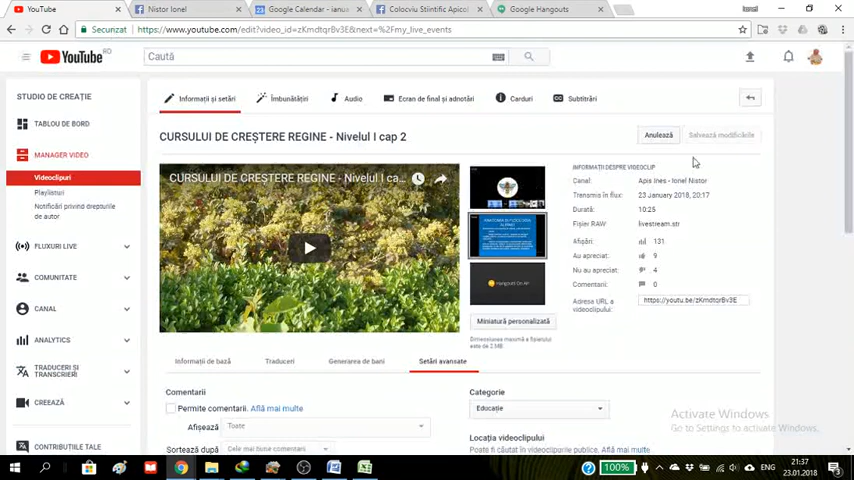 YouTube
Nistor Ionel
Google Calendar - ianua
Colocviu Stiintific Apicol
Google Hangouts
Ionel
Securizat
https://www.youtube.com/edit?video_id=zKmdtqrBv3E&next=%2Fmy_live_events
YouTube RO
Caută
STUDIO DE CREAȚIE
TABLOU DE BORD
MANAGER VIDEO
Videoclipuri
Playlisturi
Notificări privind drepturile
de autor
FLUXURI LIVE
COMUNITATE
CANAL
ANALYTICS
TRADUCERI ȘI
TRANSCRIERI
CREEAZĂ
CONTRIBUȚIILE TALE
Informații și setări
Îmbunătățiri
Audio
Ecran de final și adnotări
Carduri
Subtitrări
CURSULUI DE CREȘTERE REGINE - Nivelul I cap 2
Anulează
Salvează modificările
CURSULUI DE CREȘTERE REGINE - Nivelul I ca...
Hangouts On Air
Miniatură personalizată
Dimensiunea maximă a fișierului
este de 2 MB
INFORMAȚII DESPRE VIDEOCLIP
Canal: Apis Ines - Ionel Nistor
Transmis în flux: 23 January 2018, 20:17
Durată: 10:25
Fișier RAW: livestream.str
Afișări: 131
Au apreciat: 9
Nu au apreciat: 4
Comentarii: 0
Adresa URL a
videoclipului:
https://youtu.be/zKmdtqrBv3E
Informații de bază
Traduceri
Generarea de bani
Setări avansate
Comentarii
Permite comentarii. Află mai multe
Afișează
Toate
Sortează după
Cele mai bune comentarii
Categorie
Educație
Locația videoclipului
Poate fi căutat în videoclipurile publice. Află mai multe
Activate Windows
Go to Settings to activate Windows.
100%
ENG
21:37
23.01.2018
3